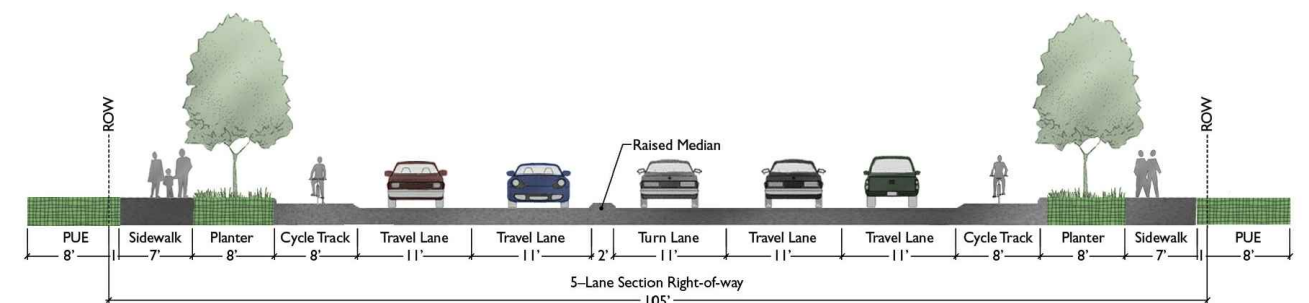 ROW
ROW
Raised Median
PUE Sidewalk Planter Cycle Track Travel Lane Travel Lane Turn Lane Travel Lane Travel Lane Cycle Track Planter Sidewalk PUE
8' 1 7' 8' 8' 11' 11' 2' 11' 11' 11' 8' 8' 7' 1 8'
5–Lane Section Right-of-way
105'